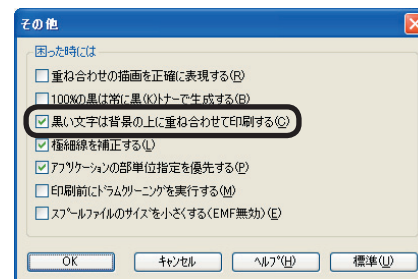 その他
困った時には
重ね合わせの描画を正確に表現する(R)
100%の黒は常に黒(K)トナーで生成する(B)
黒い文字は背景の上に重ね合わせて印刷する(C)
極細線を補正する(L)
アプリケーションの部単位指定を優先する(P)
印刷前にドラムクリーニングを実行する(M)
スプールファイルのサイズを小さくする(EMF無効)(E)
OK キャンセル ヘルプ(H) 標準(U)